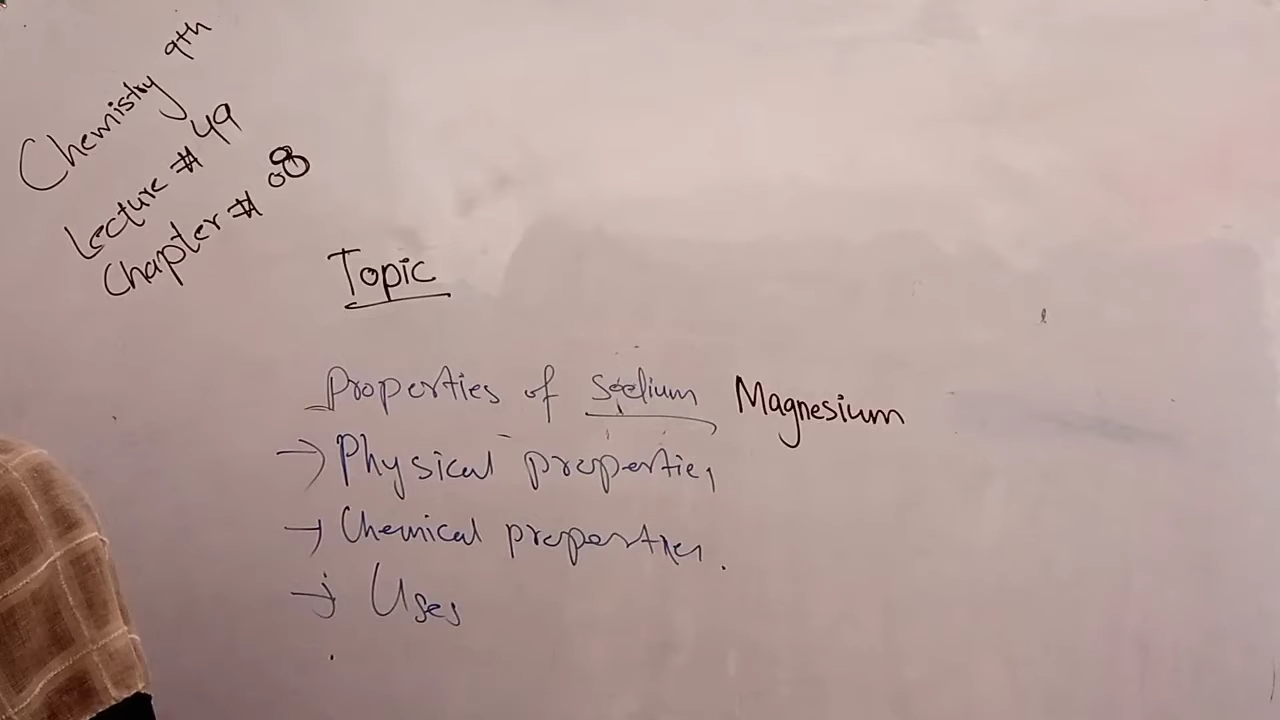 Chemistry 9th
Lecture # 49
Chapter # 08
Topic
Properties of Sodium Magnesium
→ Physical properties
→ Chemical properties.
→ Uses